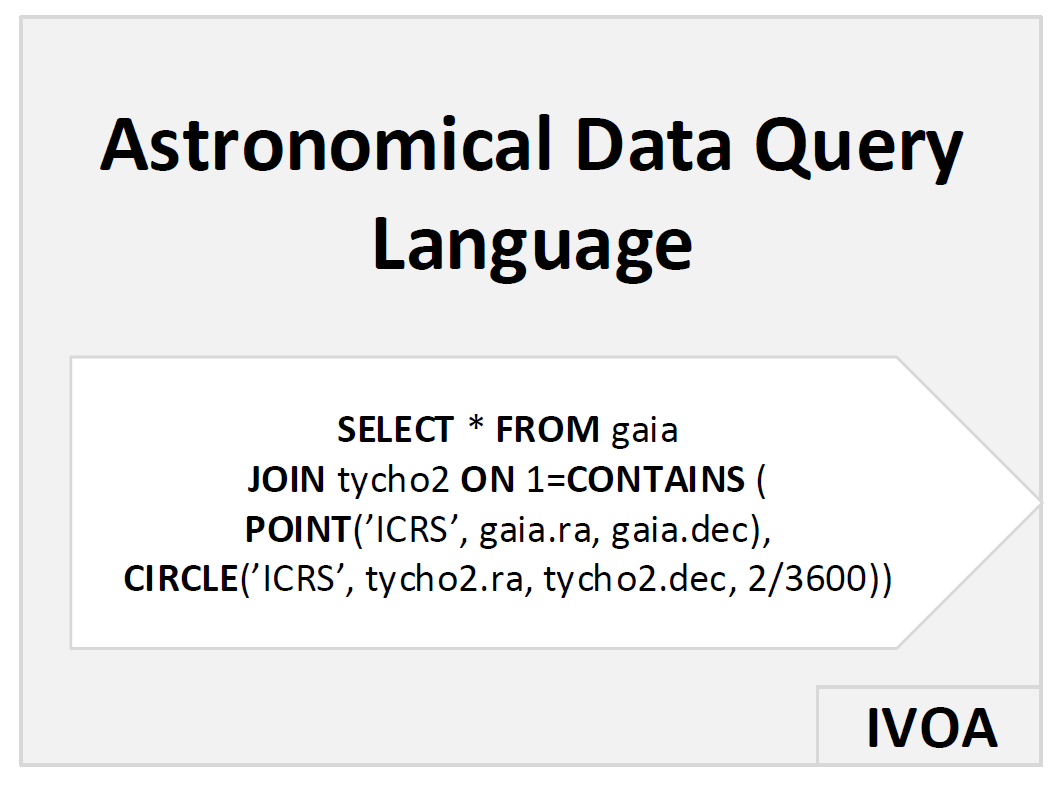 Astronomical Data Query
Language
SELECT * FROM gaia
JOIN tycho2 ON 1=CONTAINS (
POINT(’ICRS’, gaia.ra, gaia.dec),
CIRCLE(’ICRS’, tycho2.ra, tycho2.dec, 2/3600))
IVOA